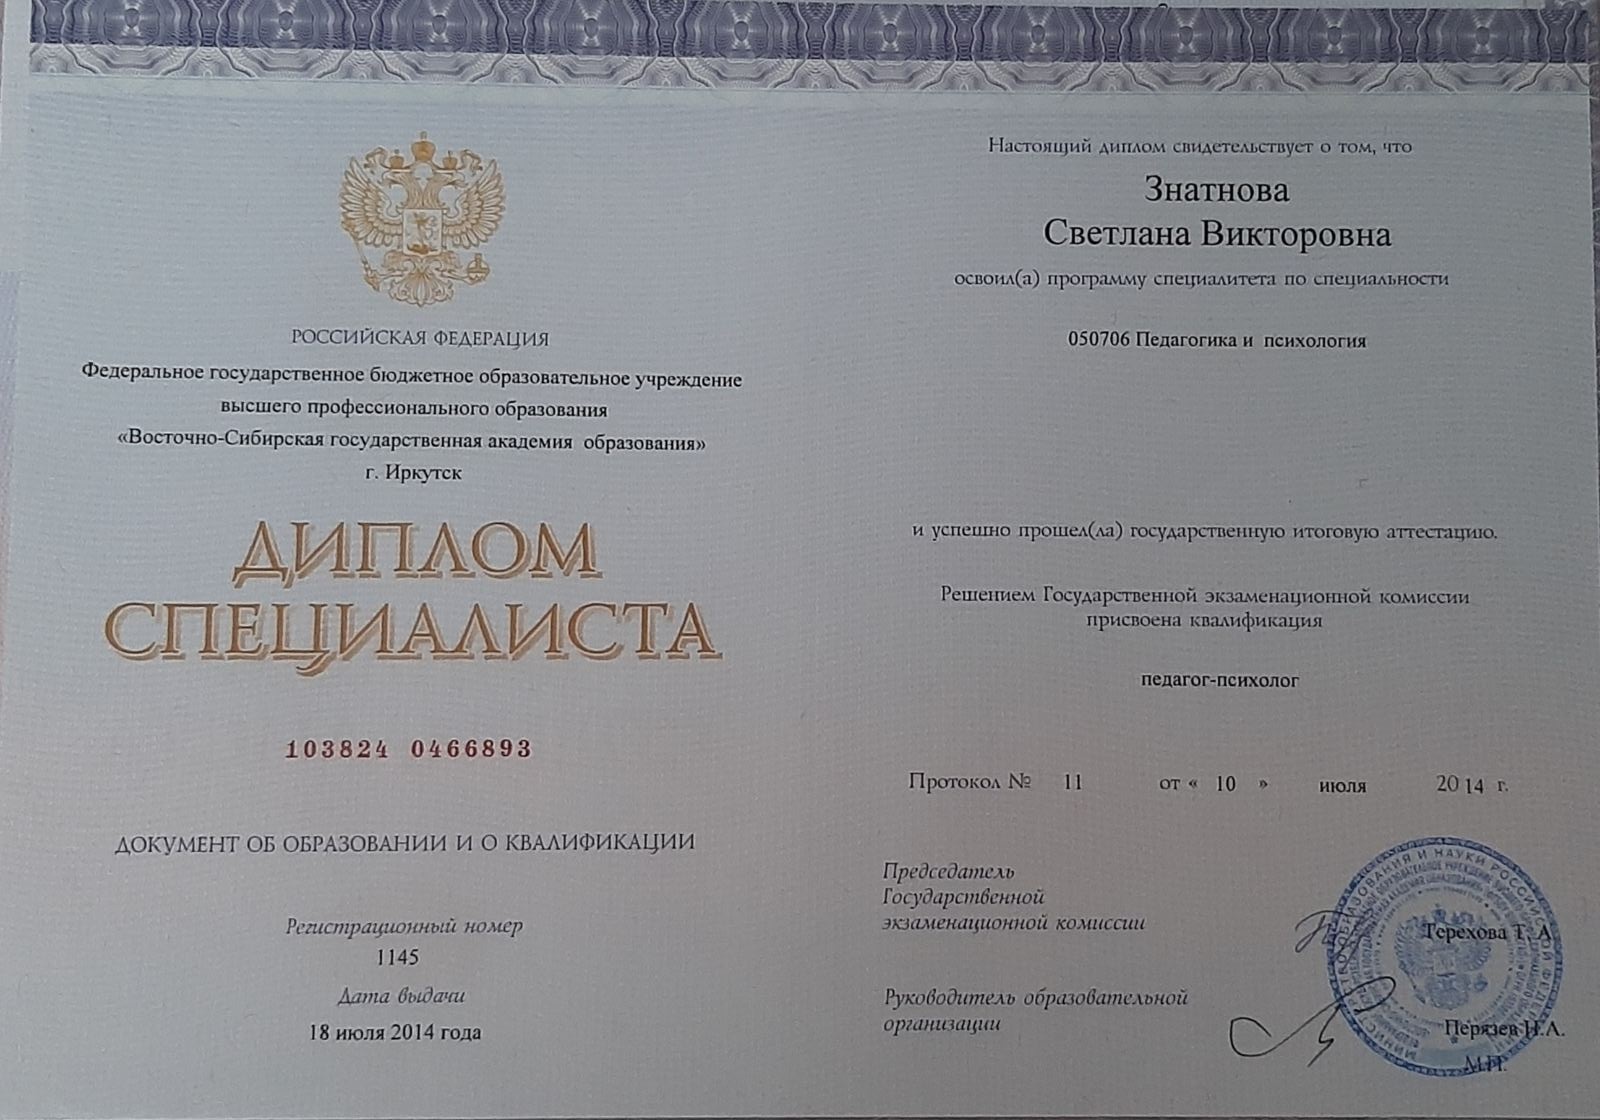 РОССИЙСКАЯ ФЕДЕРАЦИЯ
Федеральное государственное бюджетное образовательное учреждение
высшего профессионального образования
«Восточно-Сибирская государственная академия образования»
г. Иркутск
ДИПЛОМ
СПЕЦИАЛИСТА
103824 0466893
ДОКУМЕНТ ОБ ОБРАЗОВАНИИ И О КВАЛИФИКАЦИИ
Регистрационный номер
1145
Дата выдачи
18 июля 2014 года
Настоящий диплом свидетельствует о том, что
Знатнова
Светлана Викторовна
освоил(а) программу специалитета по специальности
050706 Педагогика и психология
и успешно прошел(ла) государственную итоговую аттестацию.
Решением Государственной экзаменационной комиссии
присвоена квалификация
педагог-психолог
Протокол № 11 от « 10 » июля 2014 г.
Председатель
Государственной
экзаменационной комиссии
Терехова Т. А.
Руководитель образовательной
организации
Перязев Н.А.
М.П.